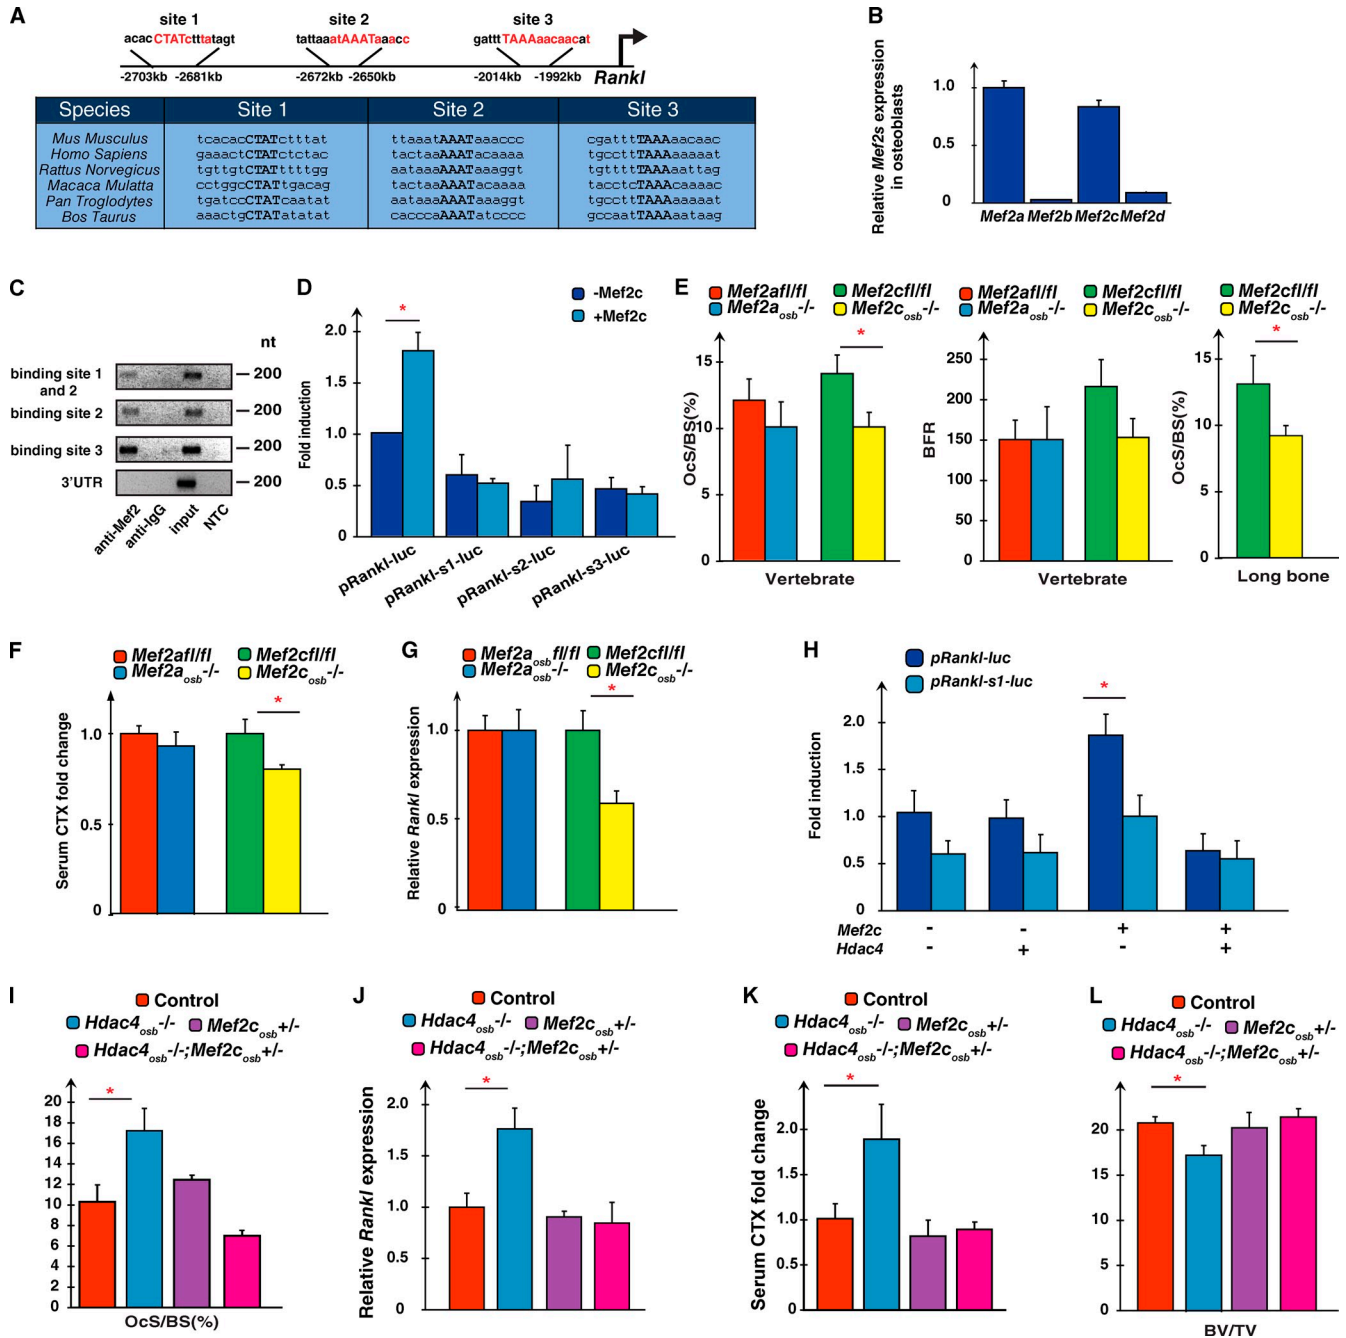 A
site 1 site 2 site 3
acacCTATctttatagt tattaaatAAATaaacc gatttTAAAaacaacat
-2703kb -2681kb -2672kb -2650kb -2014kb -1992kb Rankl
Species Site 1 Site 2 Site 3
Mus Musculus tcacacCTATctttat ttaaatAAATaaaccc cgattttTAAAaacaac
Homo Sapiens gaaactCTATctctac tactaaAAATacaaaa tgccttTAAAaaaaat
Rattus Norvegicus tgttgtCTATttttgg aataaaAAATaaaggt tgccttTAAAaattag
Macaca Mulatta cctggcCTATtgacag tactaaAAATacaaaa tacctcTAAAcaaaac
Pan Troglodytes tgatccCTATcaatat aataaaAAATaaaggt tgccttTAAAaaaaat
Bos Taurus aaactgCTATatatat caccccaAAATatcccc gccaatTAAAaataag
B
Relative Mef2s expression
in osteoblasts
1.0
0.5
0
Mef2a Mef2b Mef2c Mef2d
C
nt
binding site 1
and 2
200
binding site 2
200
binding site 3
200
3'UTR
200
anti-Mef2 anti-IgG input NTC
D
-Mef2c
+Mef2c
*
Fold induction
2.0
1.5
1.0
0.5
0
pRankl-luc pRankl-s1-luc pRankl-s2-luc pRankl-s3-luc
E
Mef2afl/fl Mef2cfl/fl
Mef2aosb-/- Mef2cosb-/-
*
OcS/BS(%)
15
10
5
0
Vertebrate
Mef2afl/fl Mef2cfl/fl
Mef2aosb-/- Mef2cosb-/-
BFR
250
200
150
100
50
0
Vertebrate
Mef2cfl/fl
Mef2cosb-/-
*
OcS/BS(%)
15
10
5
0
Long bone
F
Mef2afl/fl Mef2cfl/fl
Mef2aosb-/- Mef2cosb-/-
*
Serum CTX fold change
1.0
0.5
0
G
Mef2aosbfl/fl Mef2cfl/fl
Mef2aosb-/- Mef2cosb-/-
*
Relative Rankl expression
1.0
0.5
0
H
pRankl-luc
pRankl-s1-luc
*
Fold induction
2.0
1.5
1.0
0.5
0
Mef2c - - + +
Hdac4 - + - +
I
Control
Hdac4osb-/- Mef2cosb+/-
Hdac4osb-/-;Mef2cosb+/-
*
20
18
16
14
12
10
8
6
4
2
0
OcS/BS(%)
J
Control
Hdac4osb-/- Mef2cosb+/-
Hdac4osb-/-;Mef2cosb+/-
*
Relative Rankl expression
2.0
1.5
1.0
0.5
0
K
Control
Hdac4osb-/- Mef2cosb+/-
Hdac4osb-/-;Mef2cosb+/-
*
Serum CTX fold change
2.0
1.5
1.0
0.5
0
L
Control
Hdac4osb-/- Mef2cosb+/-
Hdac4osb-/-;Mef2cosb+/-
*
20
15
20
5
0
BV/TV